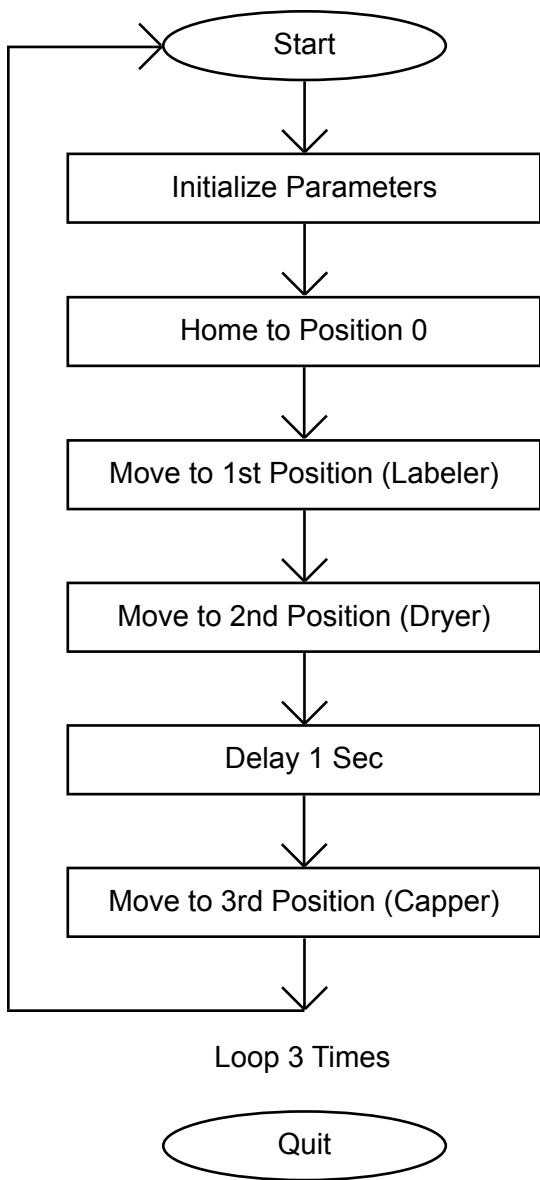 Start
Initialize Parameters
Home to Position 0
Move to 1st Position (Labeler)
Move to 2nd Position (Dryer)
Delay 1 Sec
Move to 3rd Position (Capper)
Loop 3 Times
Quit